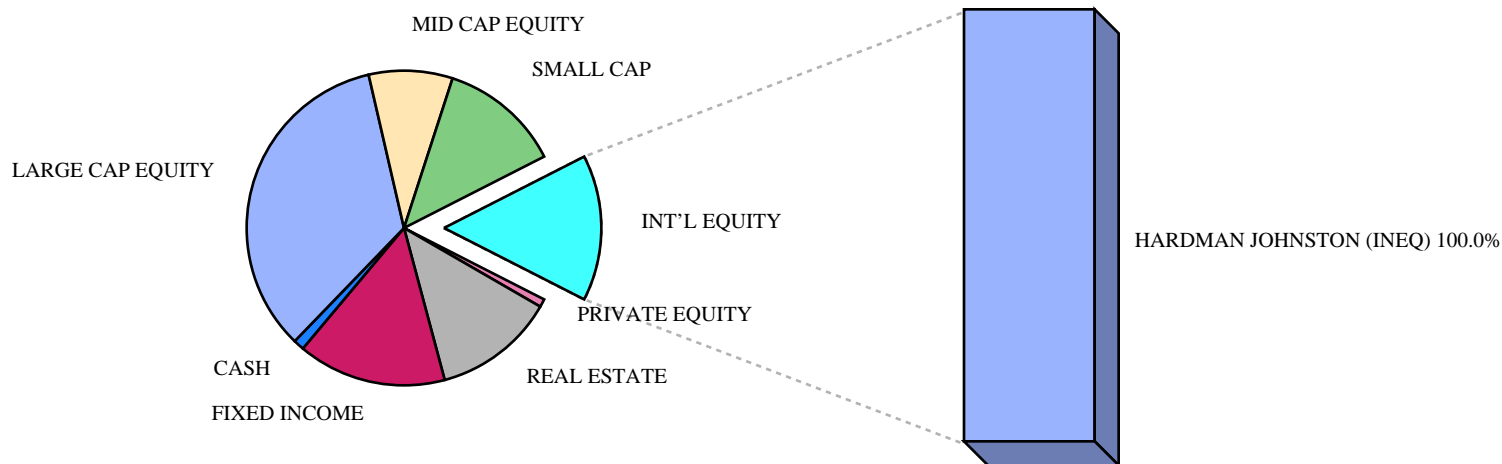 MID CAP EQUITY
SMALL CAP
LARGE CAP EQUITY
INT'L EQUITY
HARDMAN JOHNSTON (INEQ) 100.0%
PRIVATE EQUITY
CASH
REAL ESTATE
FIXED INCOME